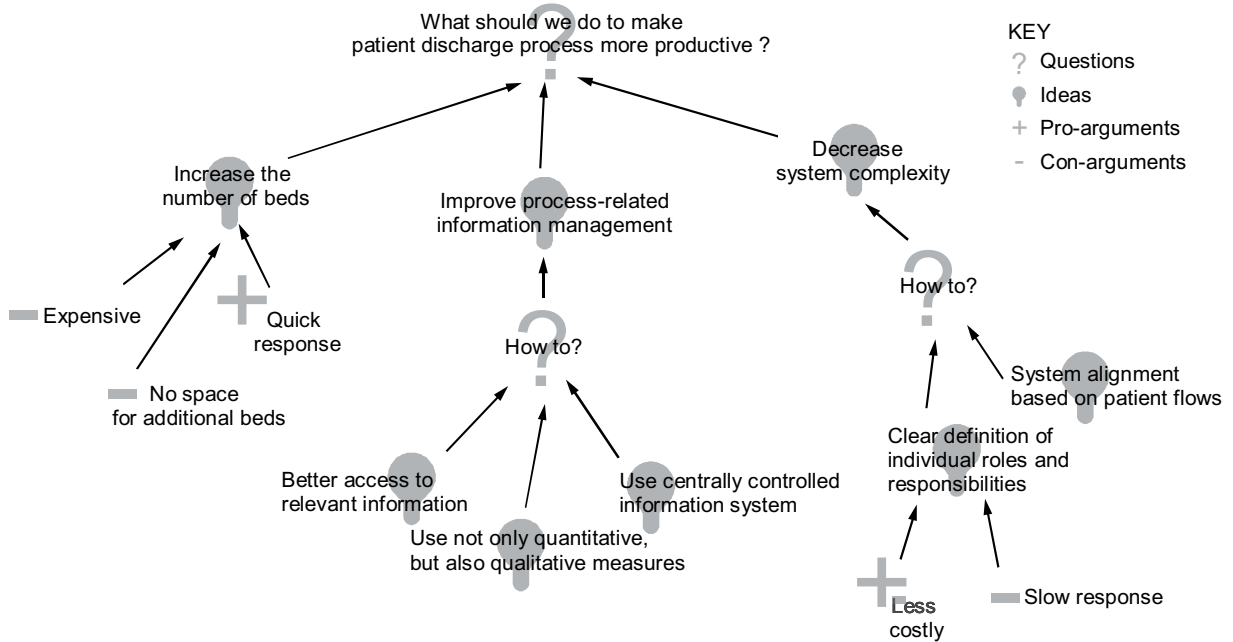 What should we do to make
patient discharge process more productive ?
KEY
? Questions
Ideas
+ Pro-arguments
- Con-arguments
Increase the
number of beds
Improve process-related
information management
Decrease
system complexity
Expensive
Quick
response
No space
for additional beds
How to?
How to?
Better access to
relevant information
Use not only quantitative,
but also qualitative measures
Use centrally controlled
information system
System alignment
based on patient flows
Clear definition of
individual roles and
responsibilities
Less
costly
Slow response